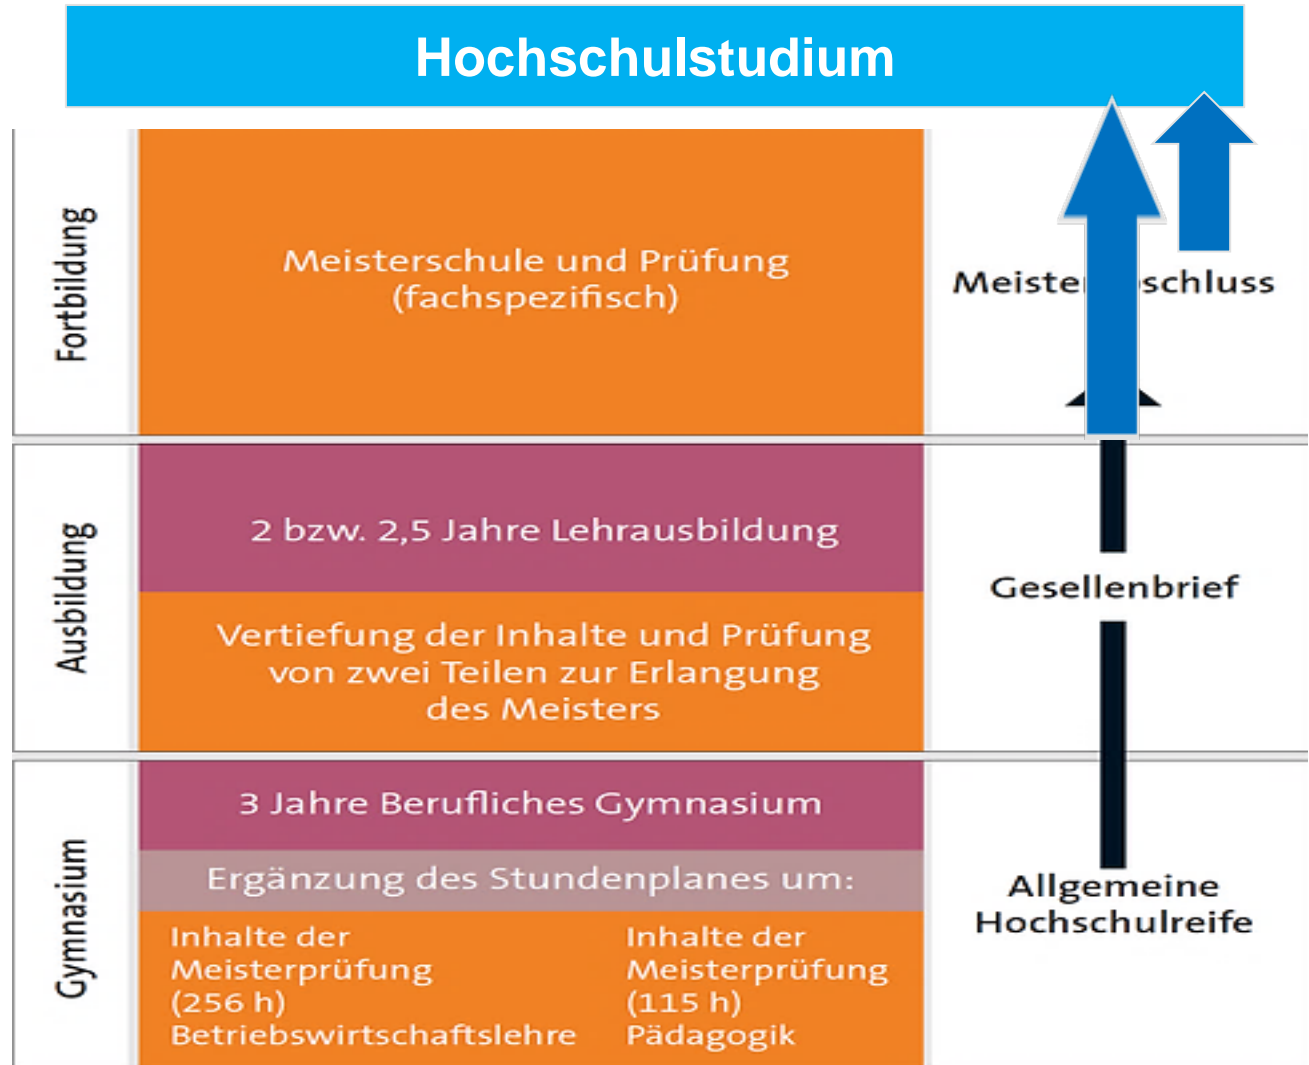 Hochschulstudium
Fortbildung
Meisterschule und Prüfung
(fachspezifisch)
Meiste schluss
Ausbildung
2 bzw. 2,5 Jahre Lehrausbildung
Vertiefung der Inhalte und Prüfung
von zwei Teilen zur Erlangung
des Meisters
Gesellenbrief
Gymnasium
3 Jahre Berufliches Gymnasium
Ergänzung des Stundenplanes um:
Inhalte der
Meisterprüfung
(256 h)
Betriebswirtschaftslehre
Inhalte der
Meisterprüfung
(115 h)
Pädagogik
Allgemeine
Hochschulreife